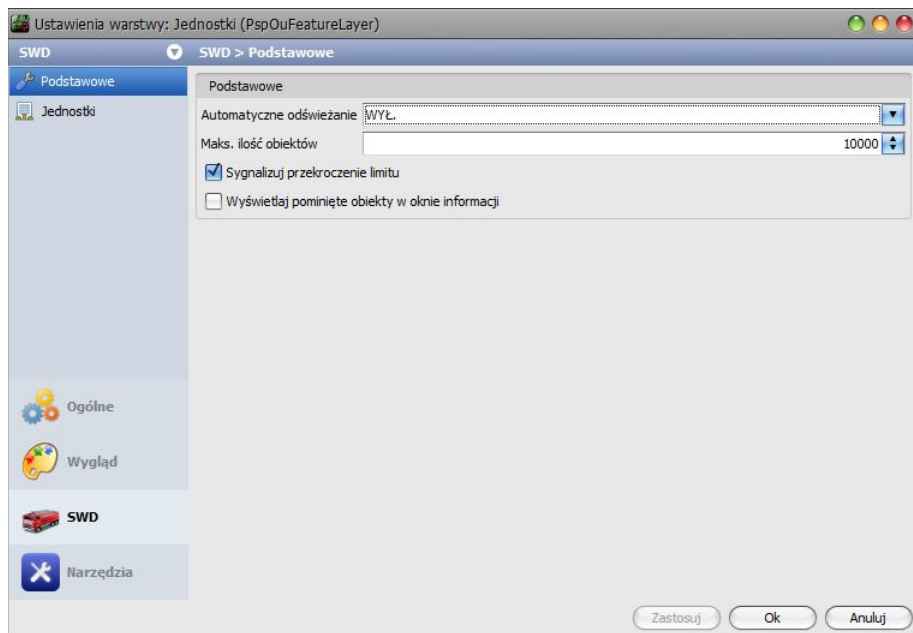 Ustawienia warstwy: Jednostki (PspOuFeatureLayer)
SWD
SWD > Podstawowe
Podstawowe
Jednostki
Podstawowe
Automatyczne odświeżanie WYŁ.
Maks. ilość obiektów 10000
Sygnalizuj przekroczenie limitu
Wyświetlaj pominięte obiekty w oknie informacji
Ogólne
Wygląd
SWD
Narzędzia
Zastosuj Ok Anuluj